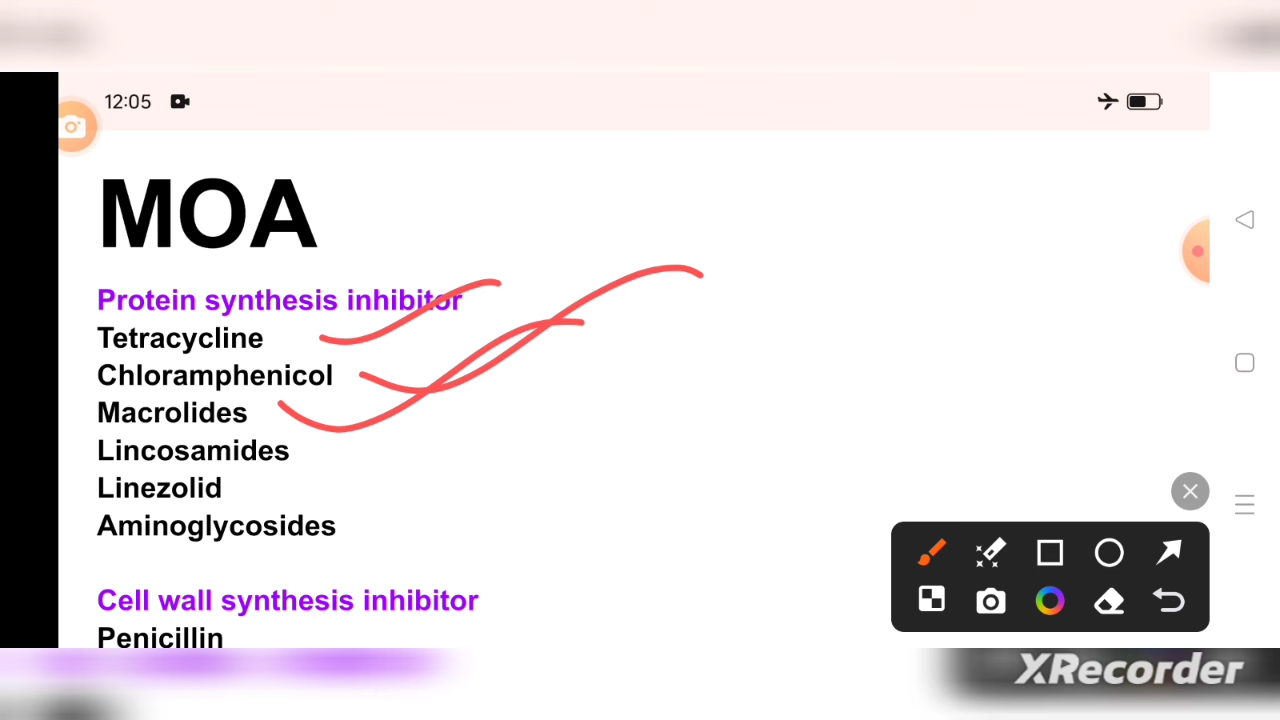 12:05
MOA
Protein synthesis inhibitor
Tetracycline
Chloramphenicol
Macrolides
Lincosamides
Linezolid
Aminoglycosides
Cell wall synthesis inhibitor
Penicillin
XRecorder